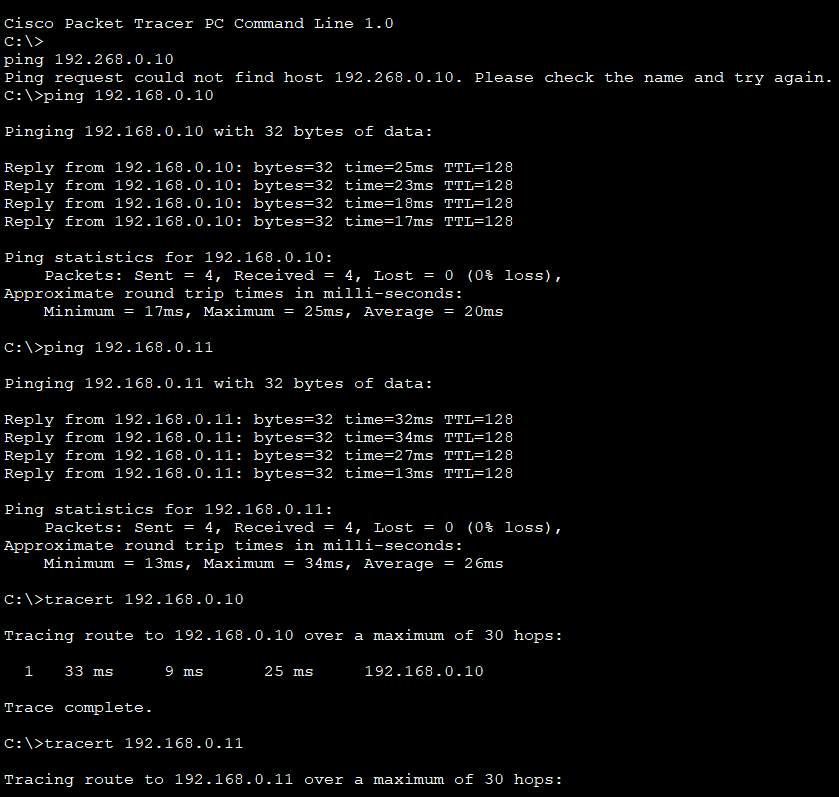 Cisco Packet Tracer PC Command Line 1.0
C:\>
ping 192.268.0.10
Ping request could not find host 192.268.0.10. Please check the name and try again.
C:\>ping 192.168.0.10
Pinging 192.168.0.10 with 32 bytes of data:
Reply from 192.168.0.10: bytes=32 time=25ms TTL=128
Reply from 192.168.0.10: bytes=32 time=23ms TTL=128
Reply from 192.168.0.10: bytes=32 time=18ms TTL=128
Reply from 192.168.0.10: bytes=32 time=17ms TTL=128
Ping statistics for 192.168.0.10:
Packets: Sent = 4, Received = 4, Lost = 0 (0% loss),
Approximate round trip times in milli-seconds:
Minimum = 17ms, Maximum = 25ms, Average = 20ms
C:\>ping 192.168.0.11
Pinging 192.168.0.11 with 32 bytes of data:
Reply from 192.168.0.11: bytes=32 time=32ms TTL=128
Reply from 192.168.0.11: bytes=32 time=34ms TTL=128
Reply from 192.168.0.11: bytes=32 time=27ms TTL=128
Reply from 192.168.0.11: bytes=32 time=13ms TTL=128
Ping statistics for 192.168.0.11:
Packets: Sent = 4, Received = 4, Lost = 0 (0% loss),
Approximate round trip times in milli-seconds:
Minimum = 13ms, Maximum = 34ms, Average = 26ms
C:\>tracert 192.168.0.10
Tracing route to 192.168.0.10 over a maximum of 30 hops:
1 33 ms 9 ms 25 ms 192.168.0.10
Trace complete.
C:\>tracert 192.168.0.11
Tracing route to 192.168.0.11 over a maximum of 30 hops: